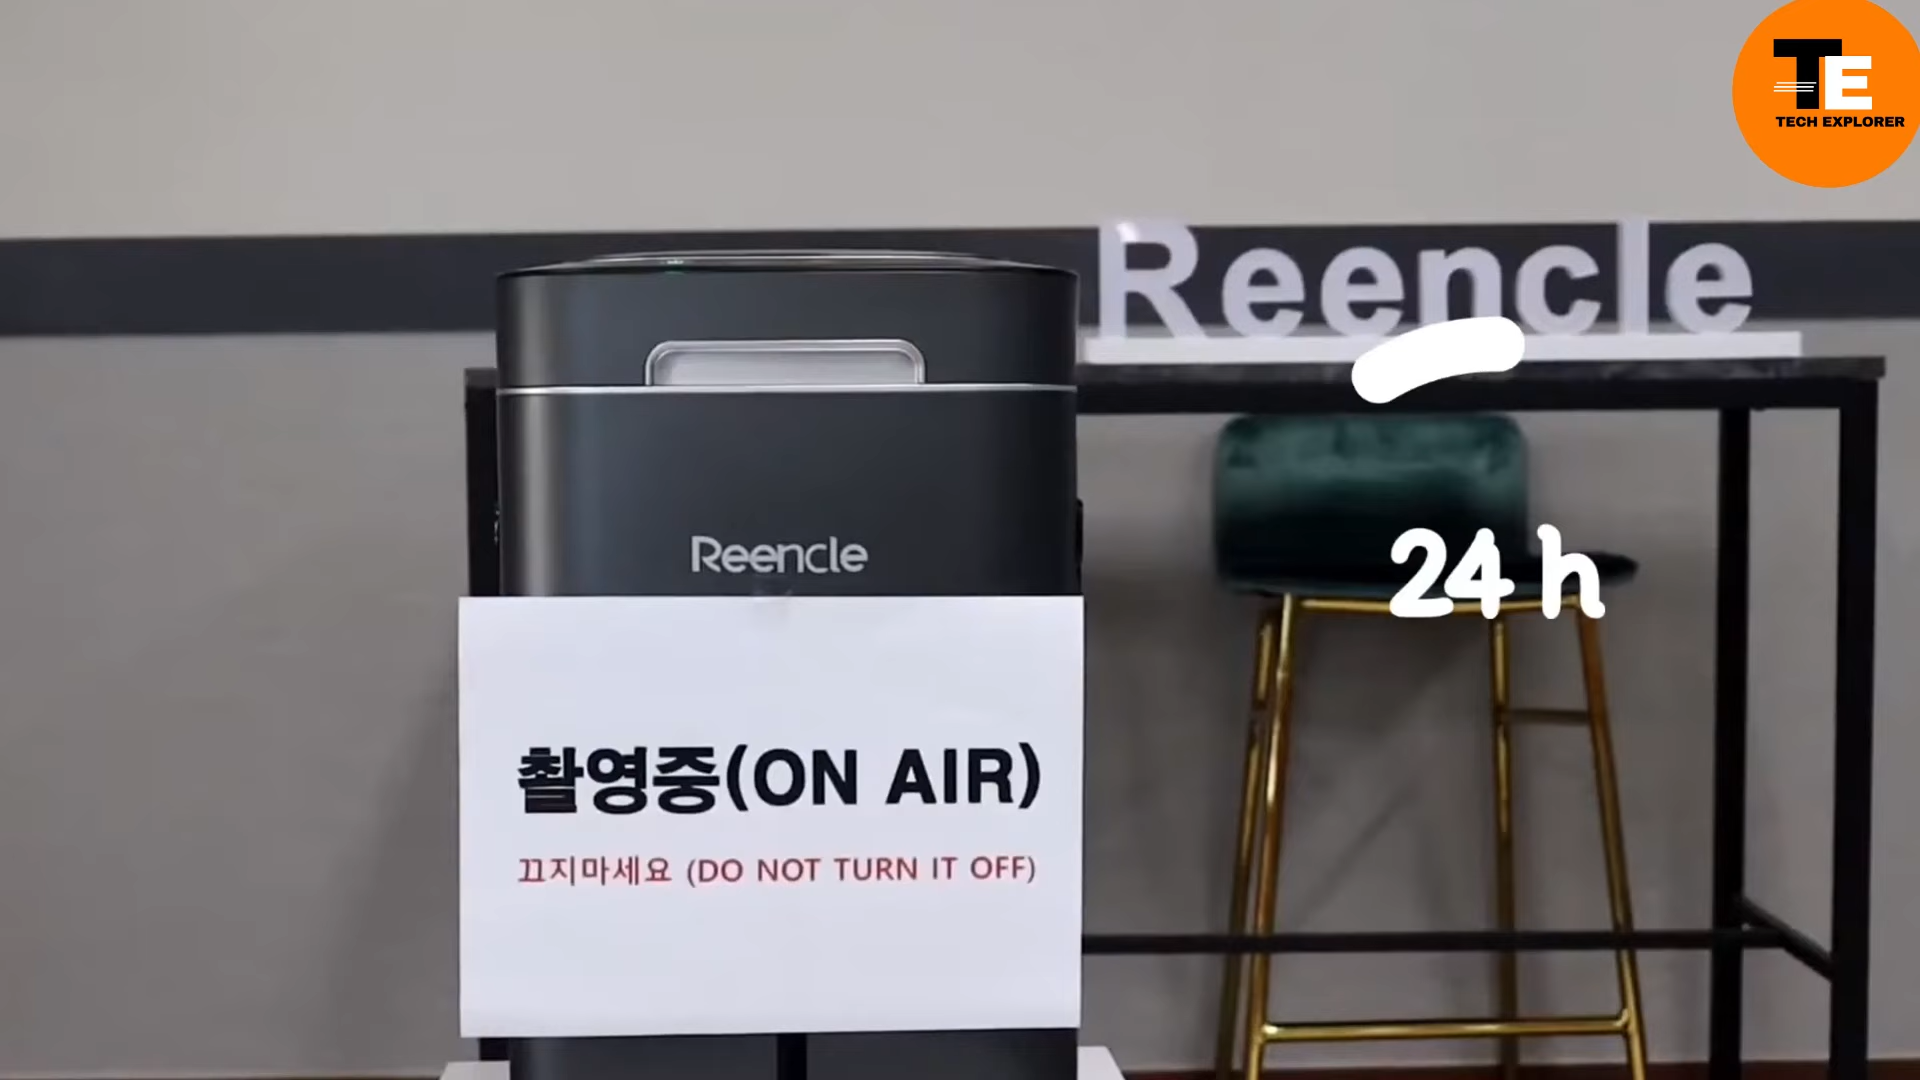 TE
TECH EXPLORER
Reencle
Reencle
24 h
촬영중(ON AIR)
끄지마세요 (DO NOT TURN IT OFF)